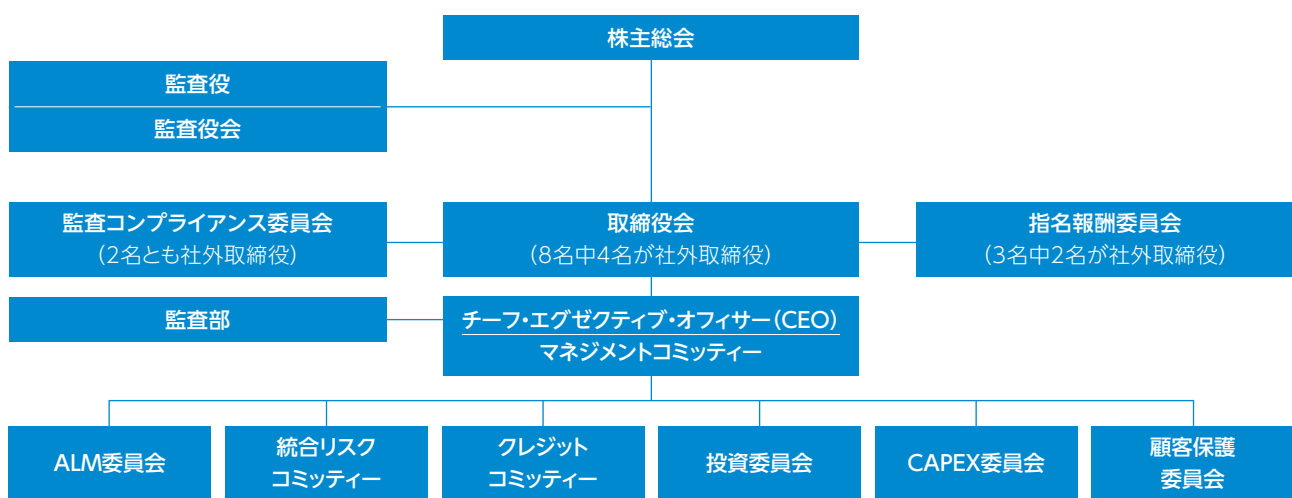 株主総会
監査役
監査役会
監査コンプライアンス委員会
（2名とも社外取締役）
取締役会
（8名中4名が社外取締役）
指名報酬委員会
（3名中2名が社外取締役）
監査部
チーフ・エグゼクティブ・オフィサー（CEO）
マネジメントコミッティー
ALM委員会
統合リスク
コミッティー
クレジット
コミッティー
投資委員会
CAPEX委員会
顧客保護
委員会